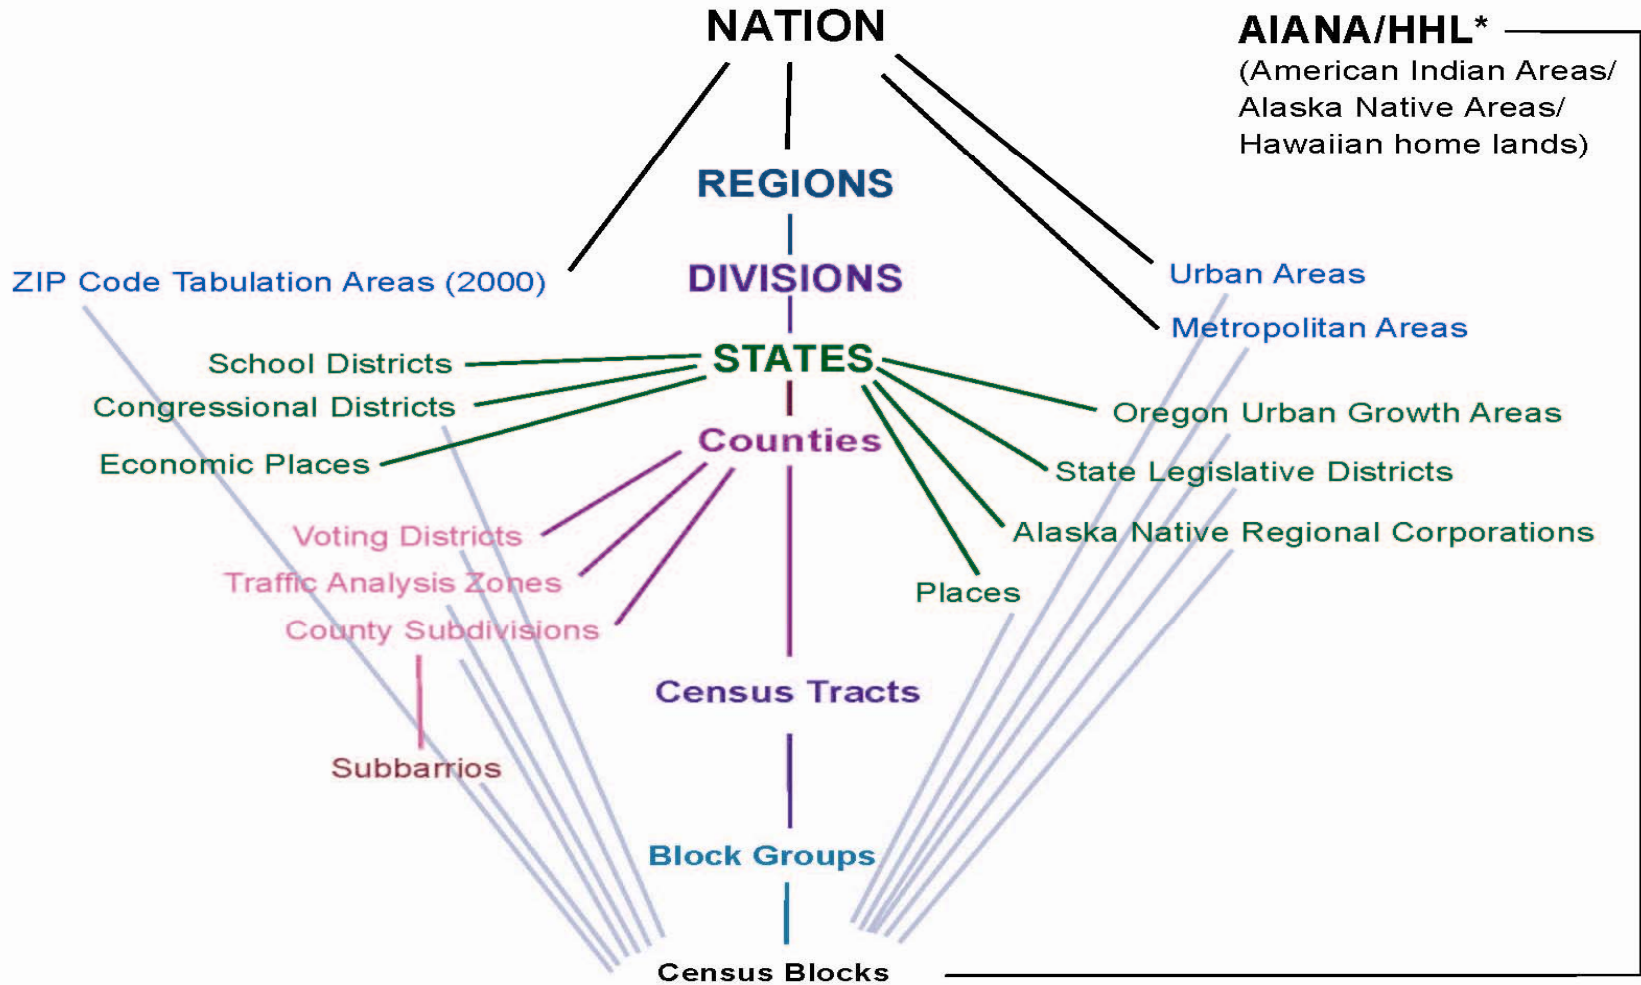 NATION
AIANA/HHL*
(American Indian Areas/
Alaska Native Areas/
Hawaiian home lands)
REGIONS
ZIP Code Tabulation Areas (2000)
DIVISIONS
Urban Areas
Metropolitan Areas
School Districts
STATES
Congressional Districts
Oregon Urban Growth Areas
Counties
Economic Places
State Legislative Districts
Voting Districts
Alaska Native Regional Corporations
Traffic Analysis Zones
Places
County Subdivisions
Census Tracts
Subbarrios
Block Groups
Census Blocks